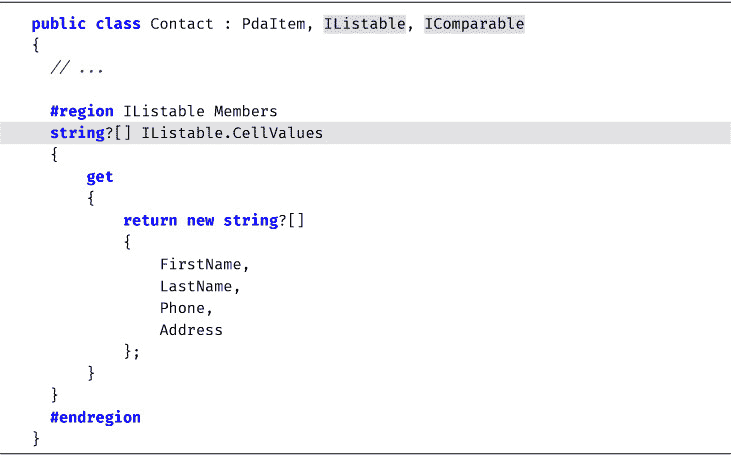 public class Contact : PdaItem, IListable, IComparable
{
  // ...

  #region IListable Members
  string?[] IListable.CellValues
  {
      get
      {
          return new string?[]
          {
              FirstName,
              LastName,
              Phone,
              Address
          };
      }
  }
  #endregion
}